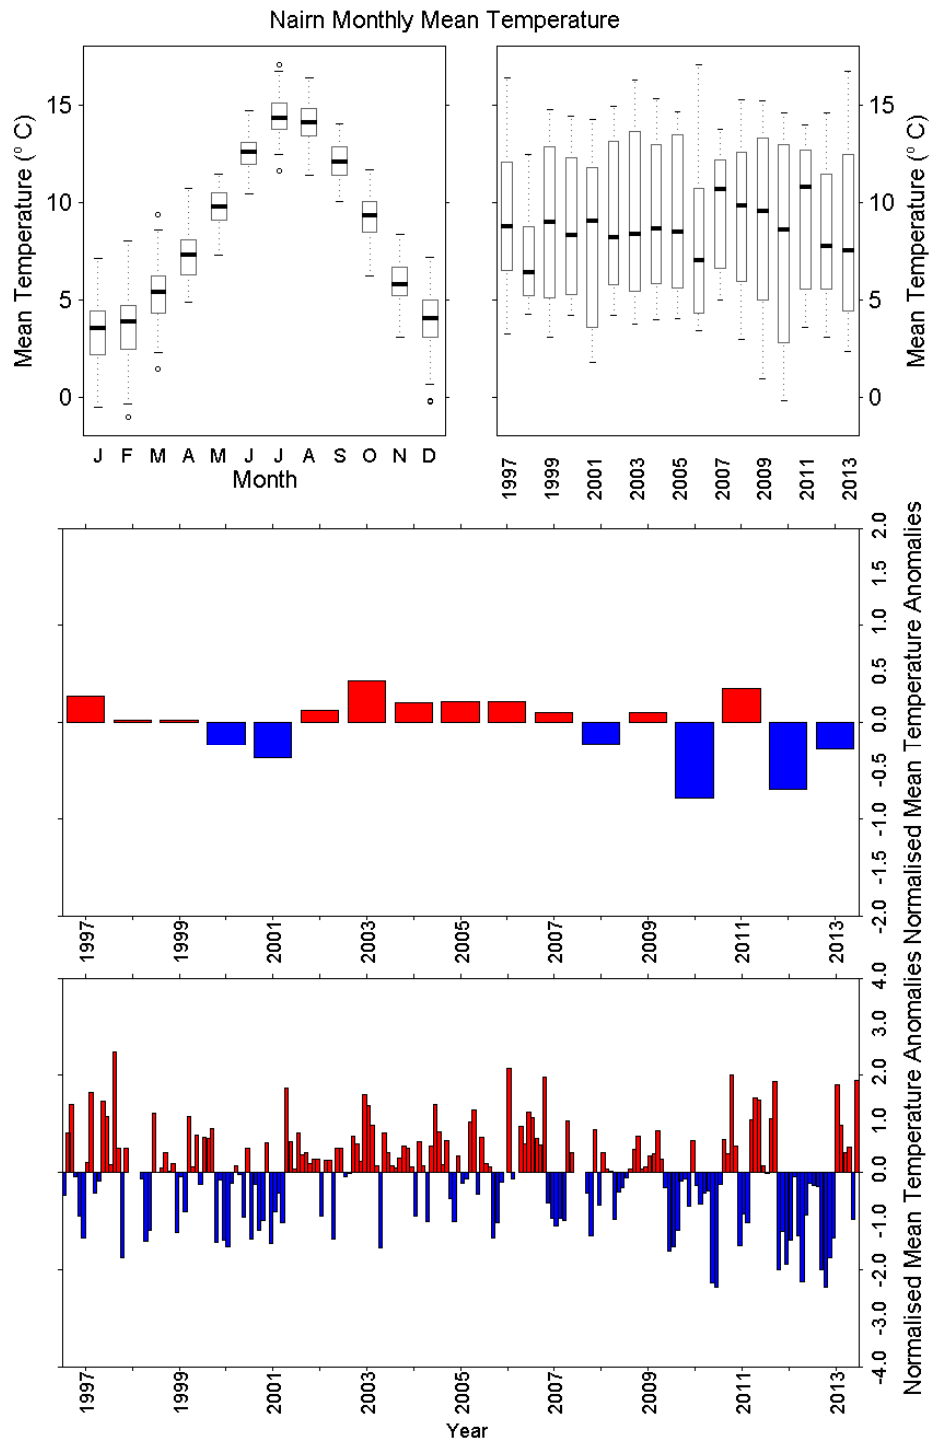 Nairn Monthly Mean Temperature
Mean Temperature (° C)
15
10
5
0
J F M A M J J A S O N D
Month
15
10
5
0
Mean Temperature (° C)
1997 1999 2001 2003 2005 2007 2009 2011 2013
2.0
1.5
1.0
0.5
0.0
-0.5
-1.0
-1.5
-2.0
Normalised Mean Temperature Anomalies
1997 1999 2001 2003 2005 2007 2009 2011 2013
4.0
3.0
2.0
1.0
0.0
-1.0
-2.0
-3.0
-4.0
Normalised Mean Temperature Anomalies
1997 1999 2001 2003 2005 2007 2009 2011 2013
Year